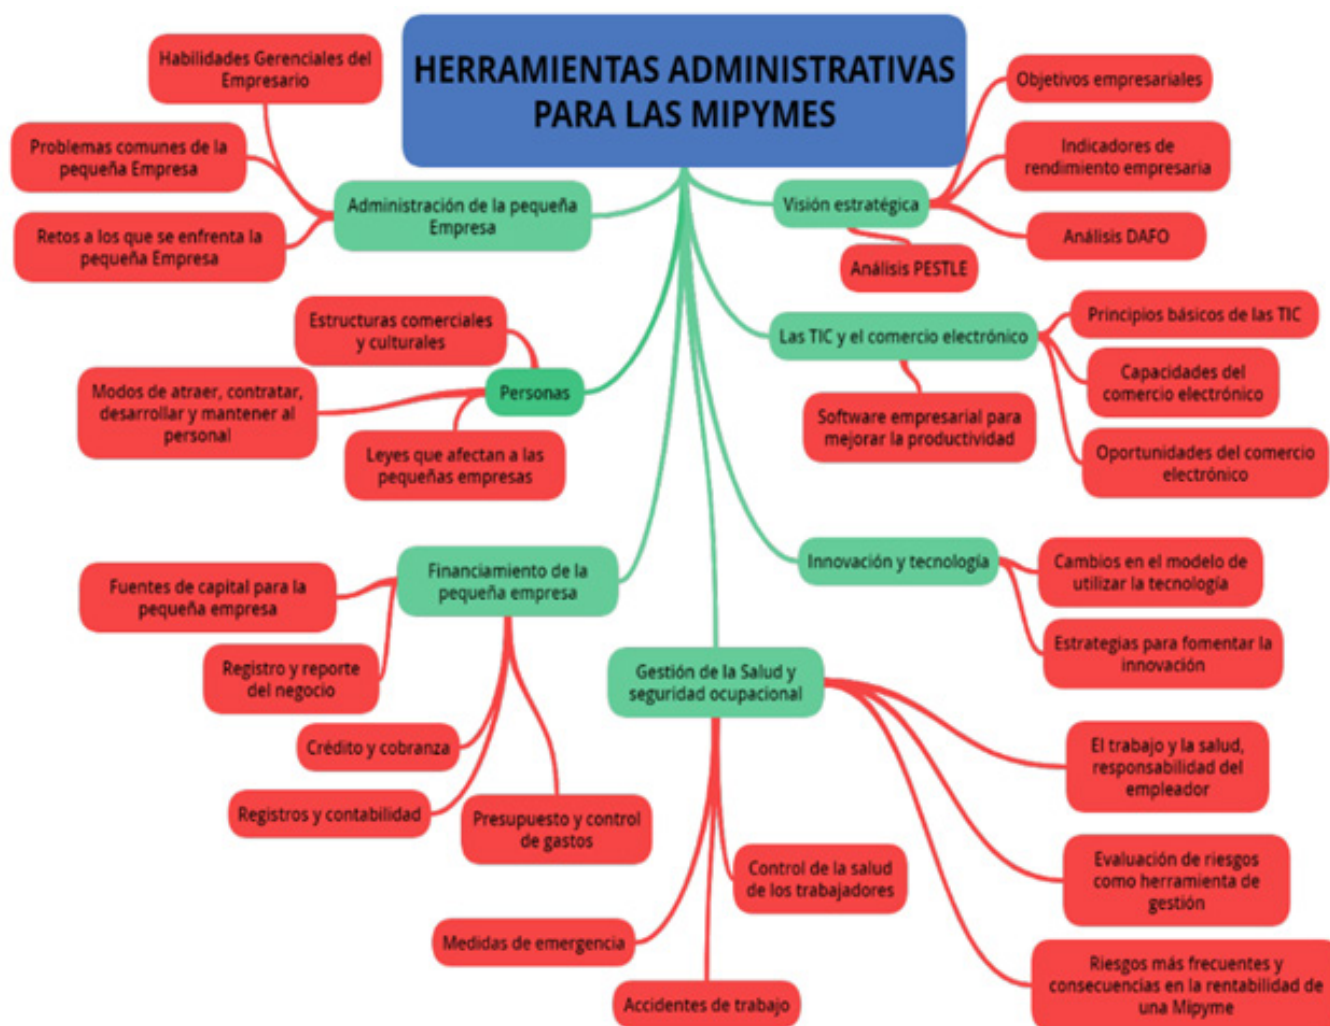 HERRAMIENTAS ADMINISTRATIVAS
PARA LAS MIPYMES
Administración de la pequeña
Empresa
Habilidades Gerenciales del
Empresario
Problemas comunes de la
pequeña Empresa
Retos a los que se enfrenta la
pequeña Empresa
Personas
Estructuras comerciales
y culturales
Modos de atraer, contratar,
desarrollar y mantener al
personal
Leyes que afectan a las
pequeñas empresas
Financiamiento de la
pequeña empresa
Fuentes de capital para la
pequeña empresa
Registro y reporte
del negocio
Crédito y cobranza
Registros y contabilidad
Presupuesto y control
de gastos
Gestión de la Salud y
seguridad ocupacional
Medidas de emergencia
Accidentes de trabajo
Control de la salud
de los trabajadores
El trabajo y la salud,
responsabilidad del
empleador
Evaluación de riesgos
como herramienta de
gestión
Riesgos más frecuentes y
consecuencias en la rentabilidad de
una Mipyme
Innovación y tecnología
Cambios en el modelo de
utilizar la tecnología
Estrategias para fomentar la
innovación
Las TIC y el comercio electrónico
Principios básicos de las TIC
Capacidades del
comercio electrónico
Oportunidades del comercio
electrónico
Software empresarial para
mejorar la productividad
Visión estratégica
Objetivos empresariales
Indicadores de
rendimiento empresaria
Análisis DAFO
Análisis PESTLE